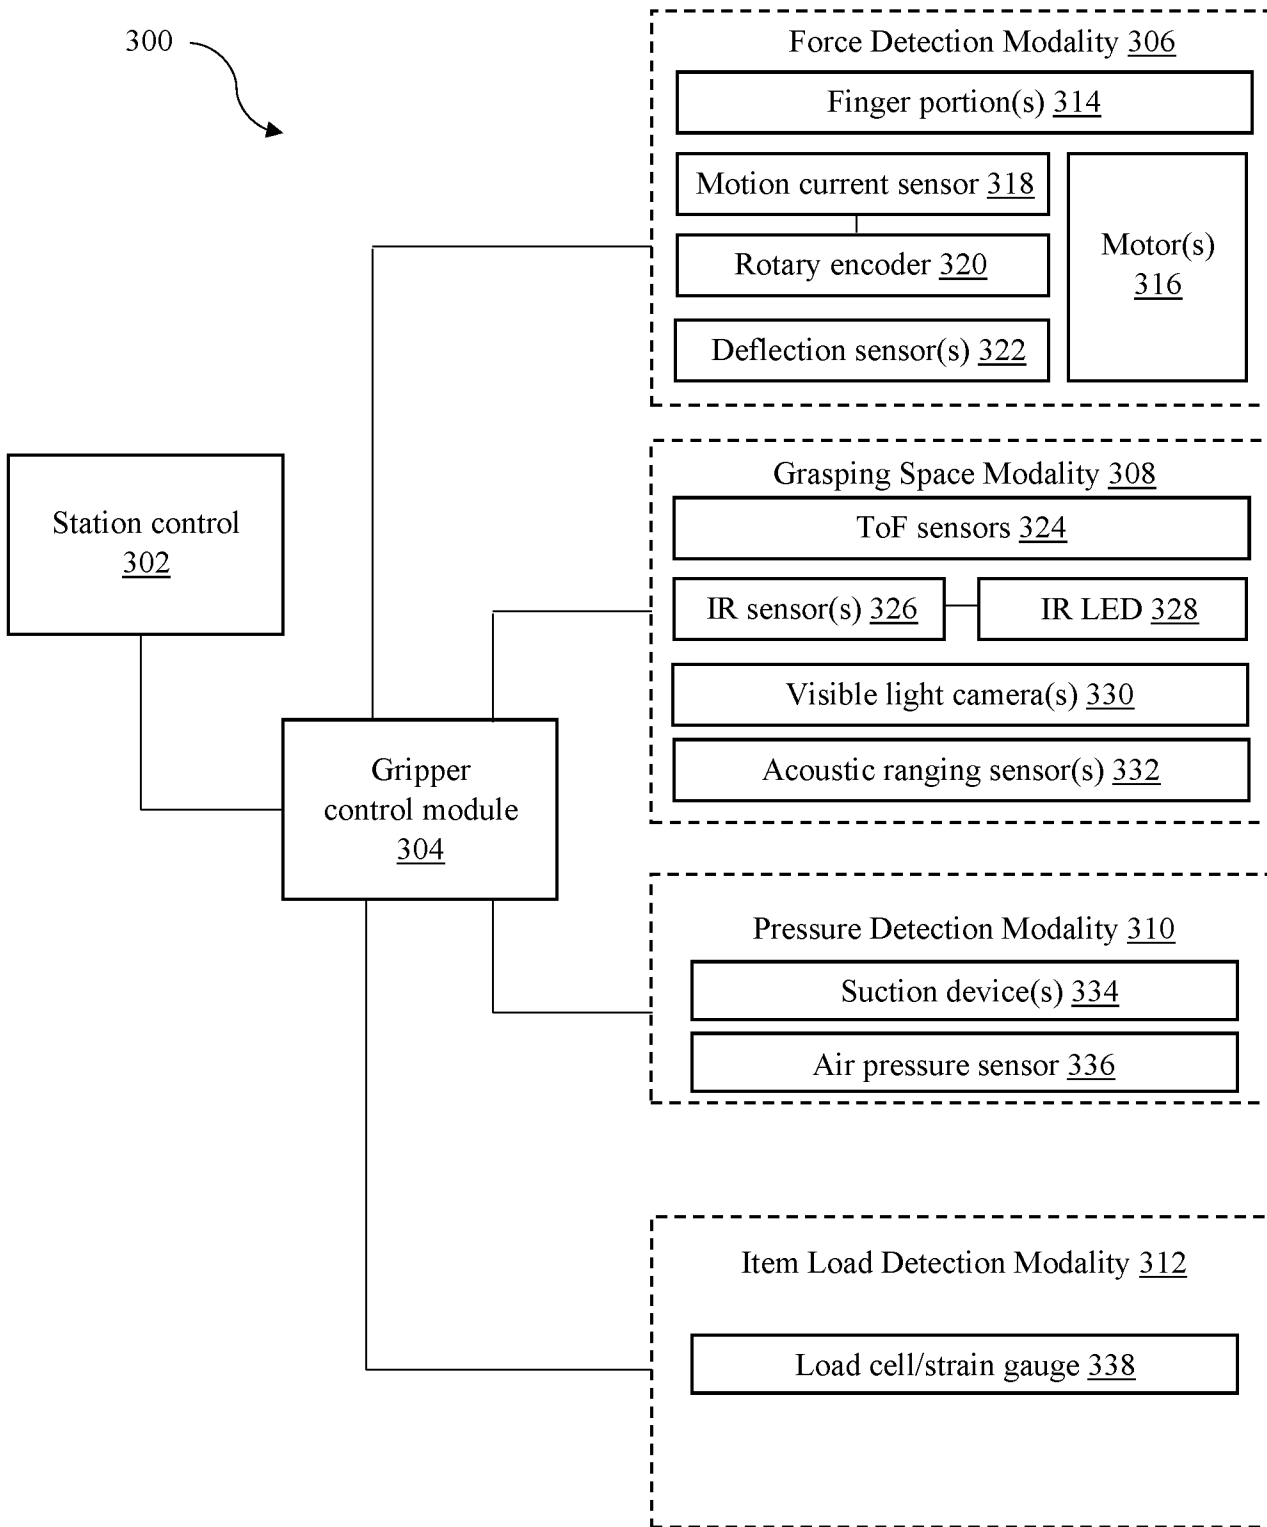 300
Force Detection Modality 306
Finger portion(s) 314
Motion current sensor 318
Rotary encoder 320
Deflection sensor(s) 322
Motor(s)
316
Station control
302
Grasping Space Modality 308
ToF sensors 324
IR sensor(s) 326
IR LED 328
Visible light camera(s) 330
Acoustic ranging sensor(s) 332
Gripper
control module
304
Pressure Detection Modality 310
Suction device(s) 334
Air pressure sensor 336
Item Load Detection Modality 312
Load cell/strain gauge 338